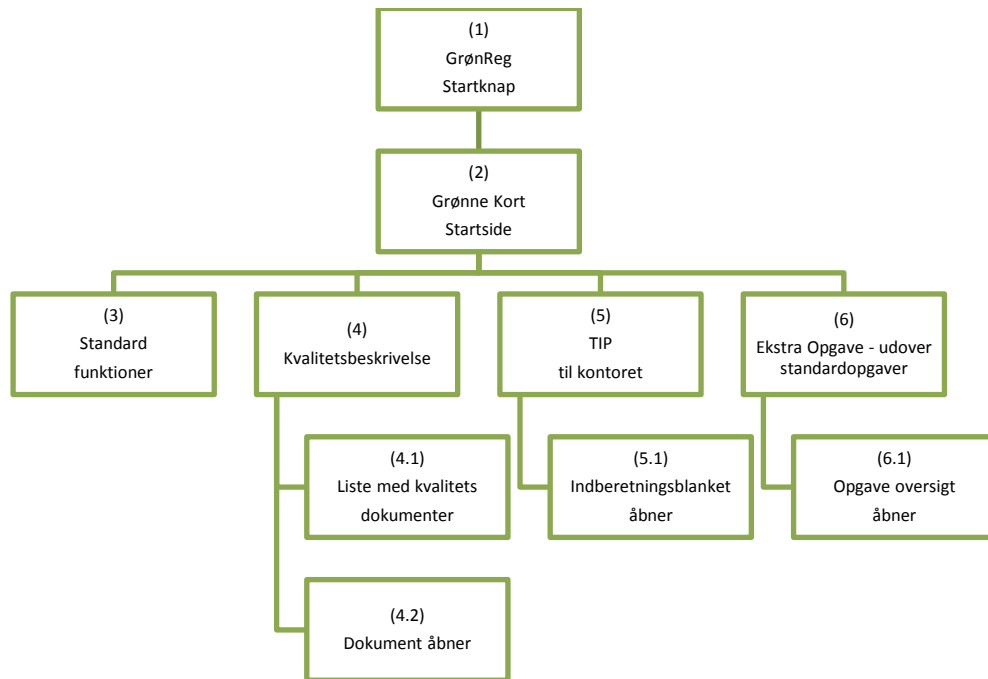 (1)
GrønReg
Startknap
(2)
Grønne Kort
Startside
(3)
Standard
funktioner
(4)
Kvalitetsbeskrivelse
(5)
TIP
til kontoret
(6)
Ekstra Opgave - udover
standardopgaver
(4.1)
Liste med kvalitets
dokumenter
(5.1)
Indberetningsblanket
åbner
(6.1)
Opgave oversigt
åbner
(4.2)
Dokument åbner